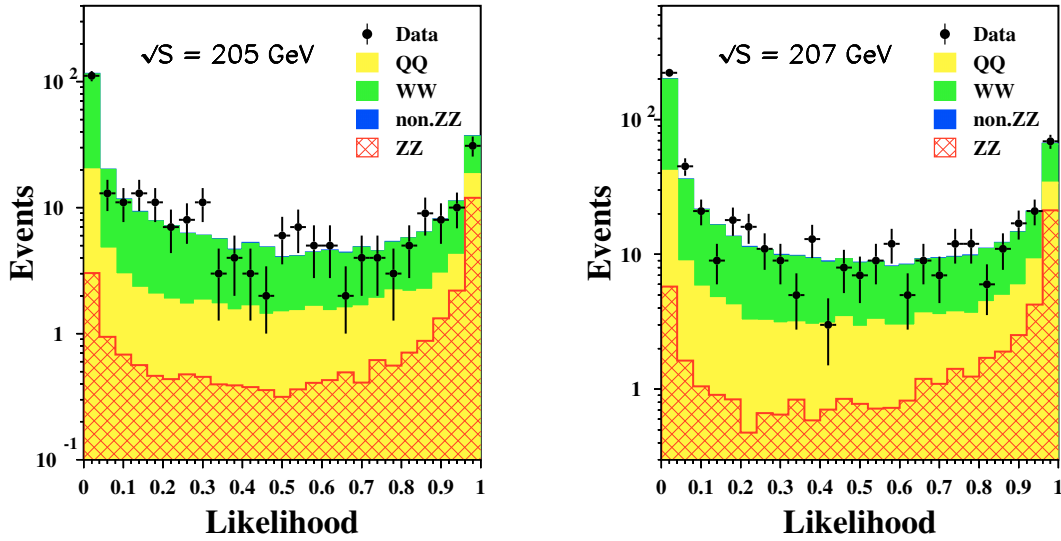 √S = 205 GeV
Data
QQ
WW
non.ZZ
ZZ
Events
10 2
10
1
10 -1
0 0.1 0.2 0.3 0.4 0.5 0.6 0.7 0.8 0.9 1
Likelihood
√S = 207 GeV
Data
QQ
WW
non.ZZ
ZZ
Events
10 2
10
1
0 0.1 0.2 0.3 0.4 0.5 0.6 0.7 0.8 0.9 1
Likelihood